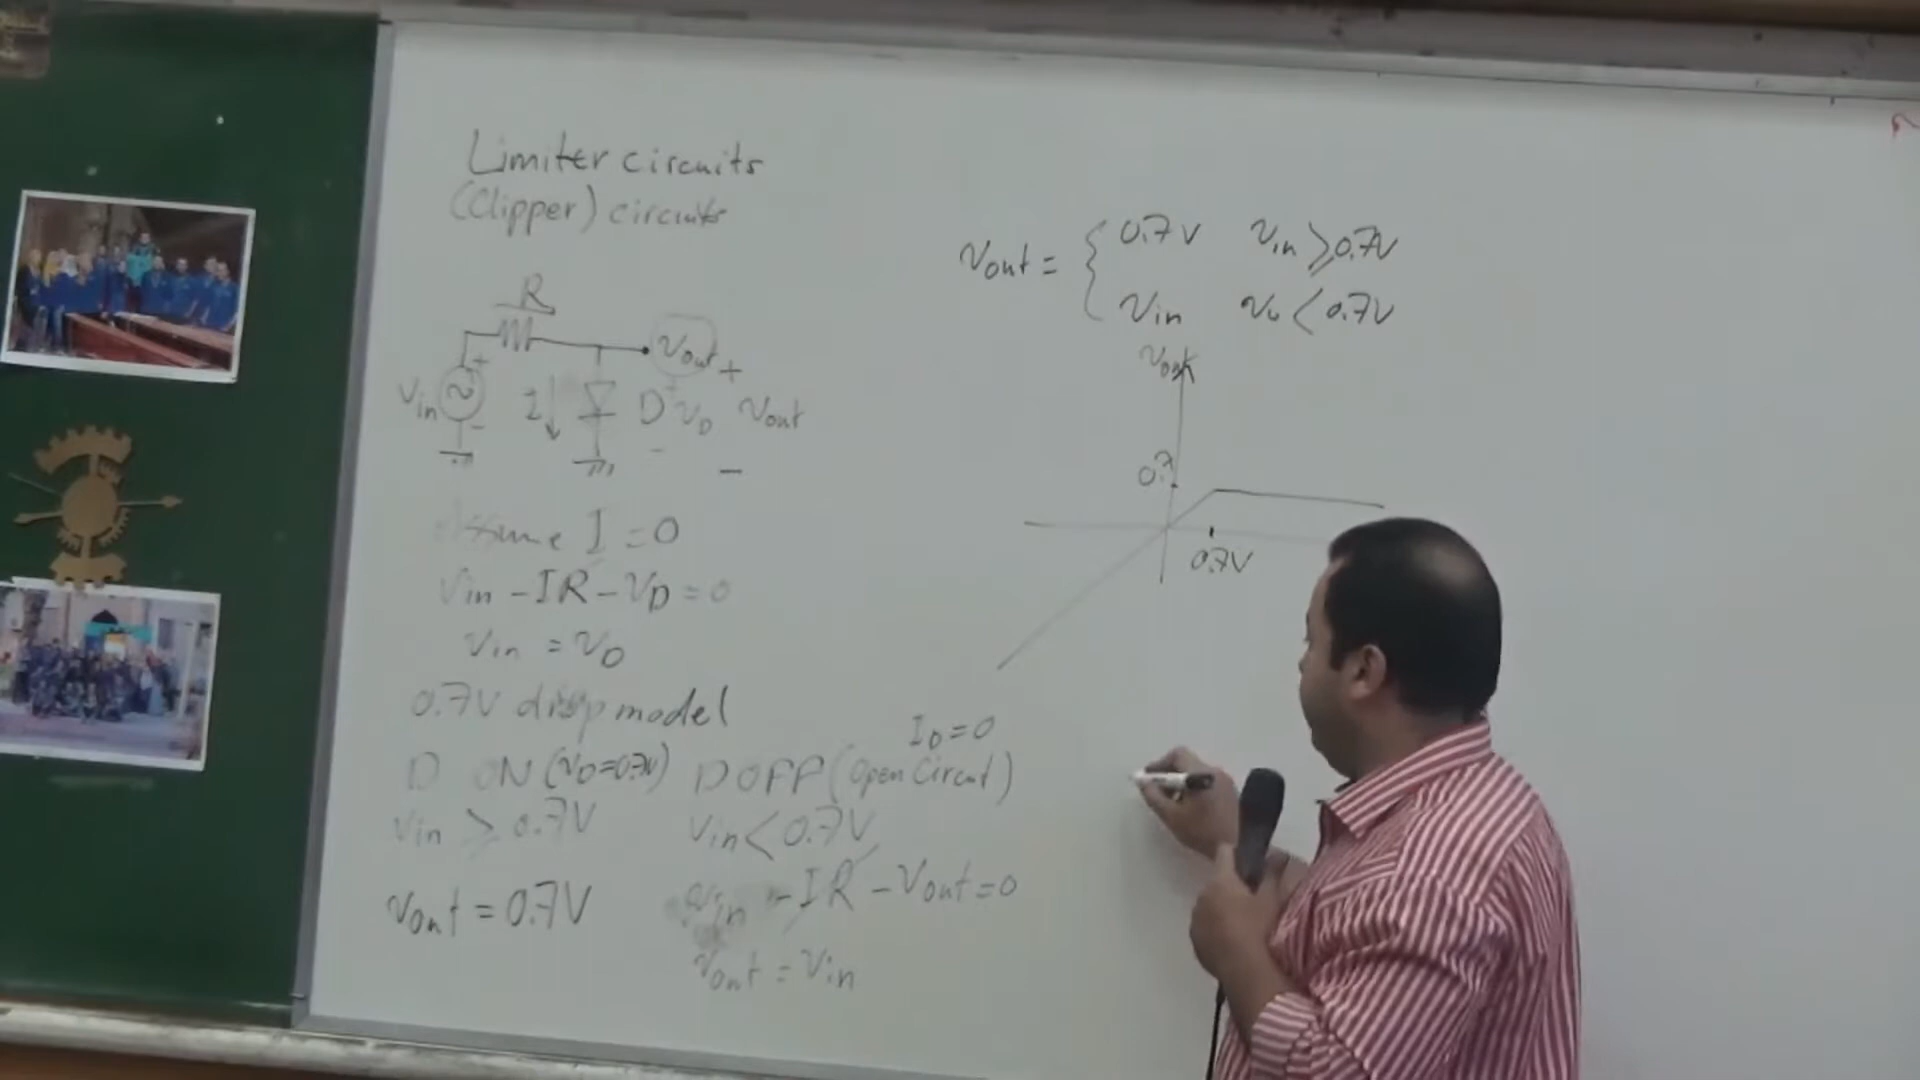 Limiter circuits
(Clipper) circuits
R
Vout +
Vin + -
I D + VD - Vout
-
Assume I = 0
Vin - IR - VD = 0
Vin = VD
0.7V drop model
D ON (VD=0.7V)
Vin ⩾ 0.7V
Vout = 0.7V
ID = 0
D OFF (Open Circut)
Vin < 0.7V
Vin - IR - Vout = 0
Vout = Vin
Vout = { 0.7V Vin ⩾ 0.7V
Vin < 0.7V
Vout
0.7
0.7V